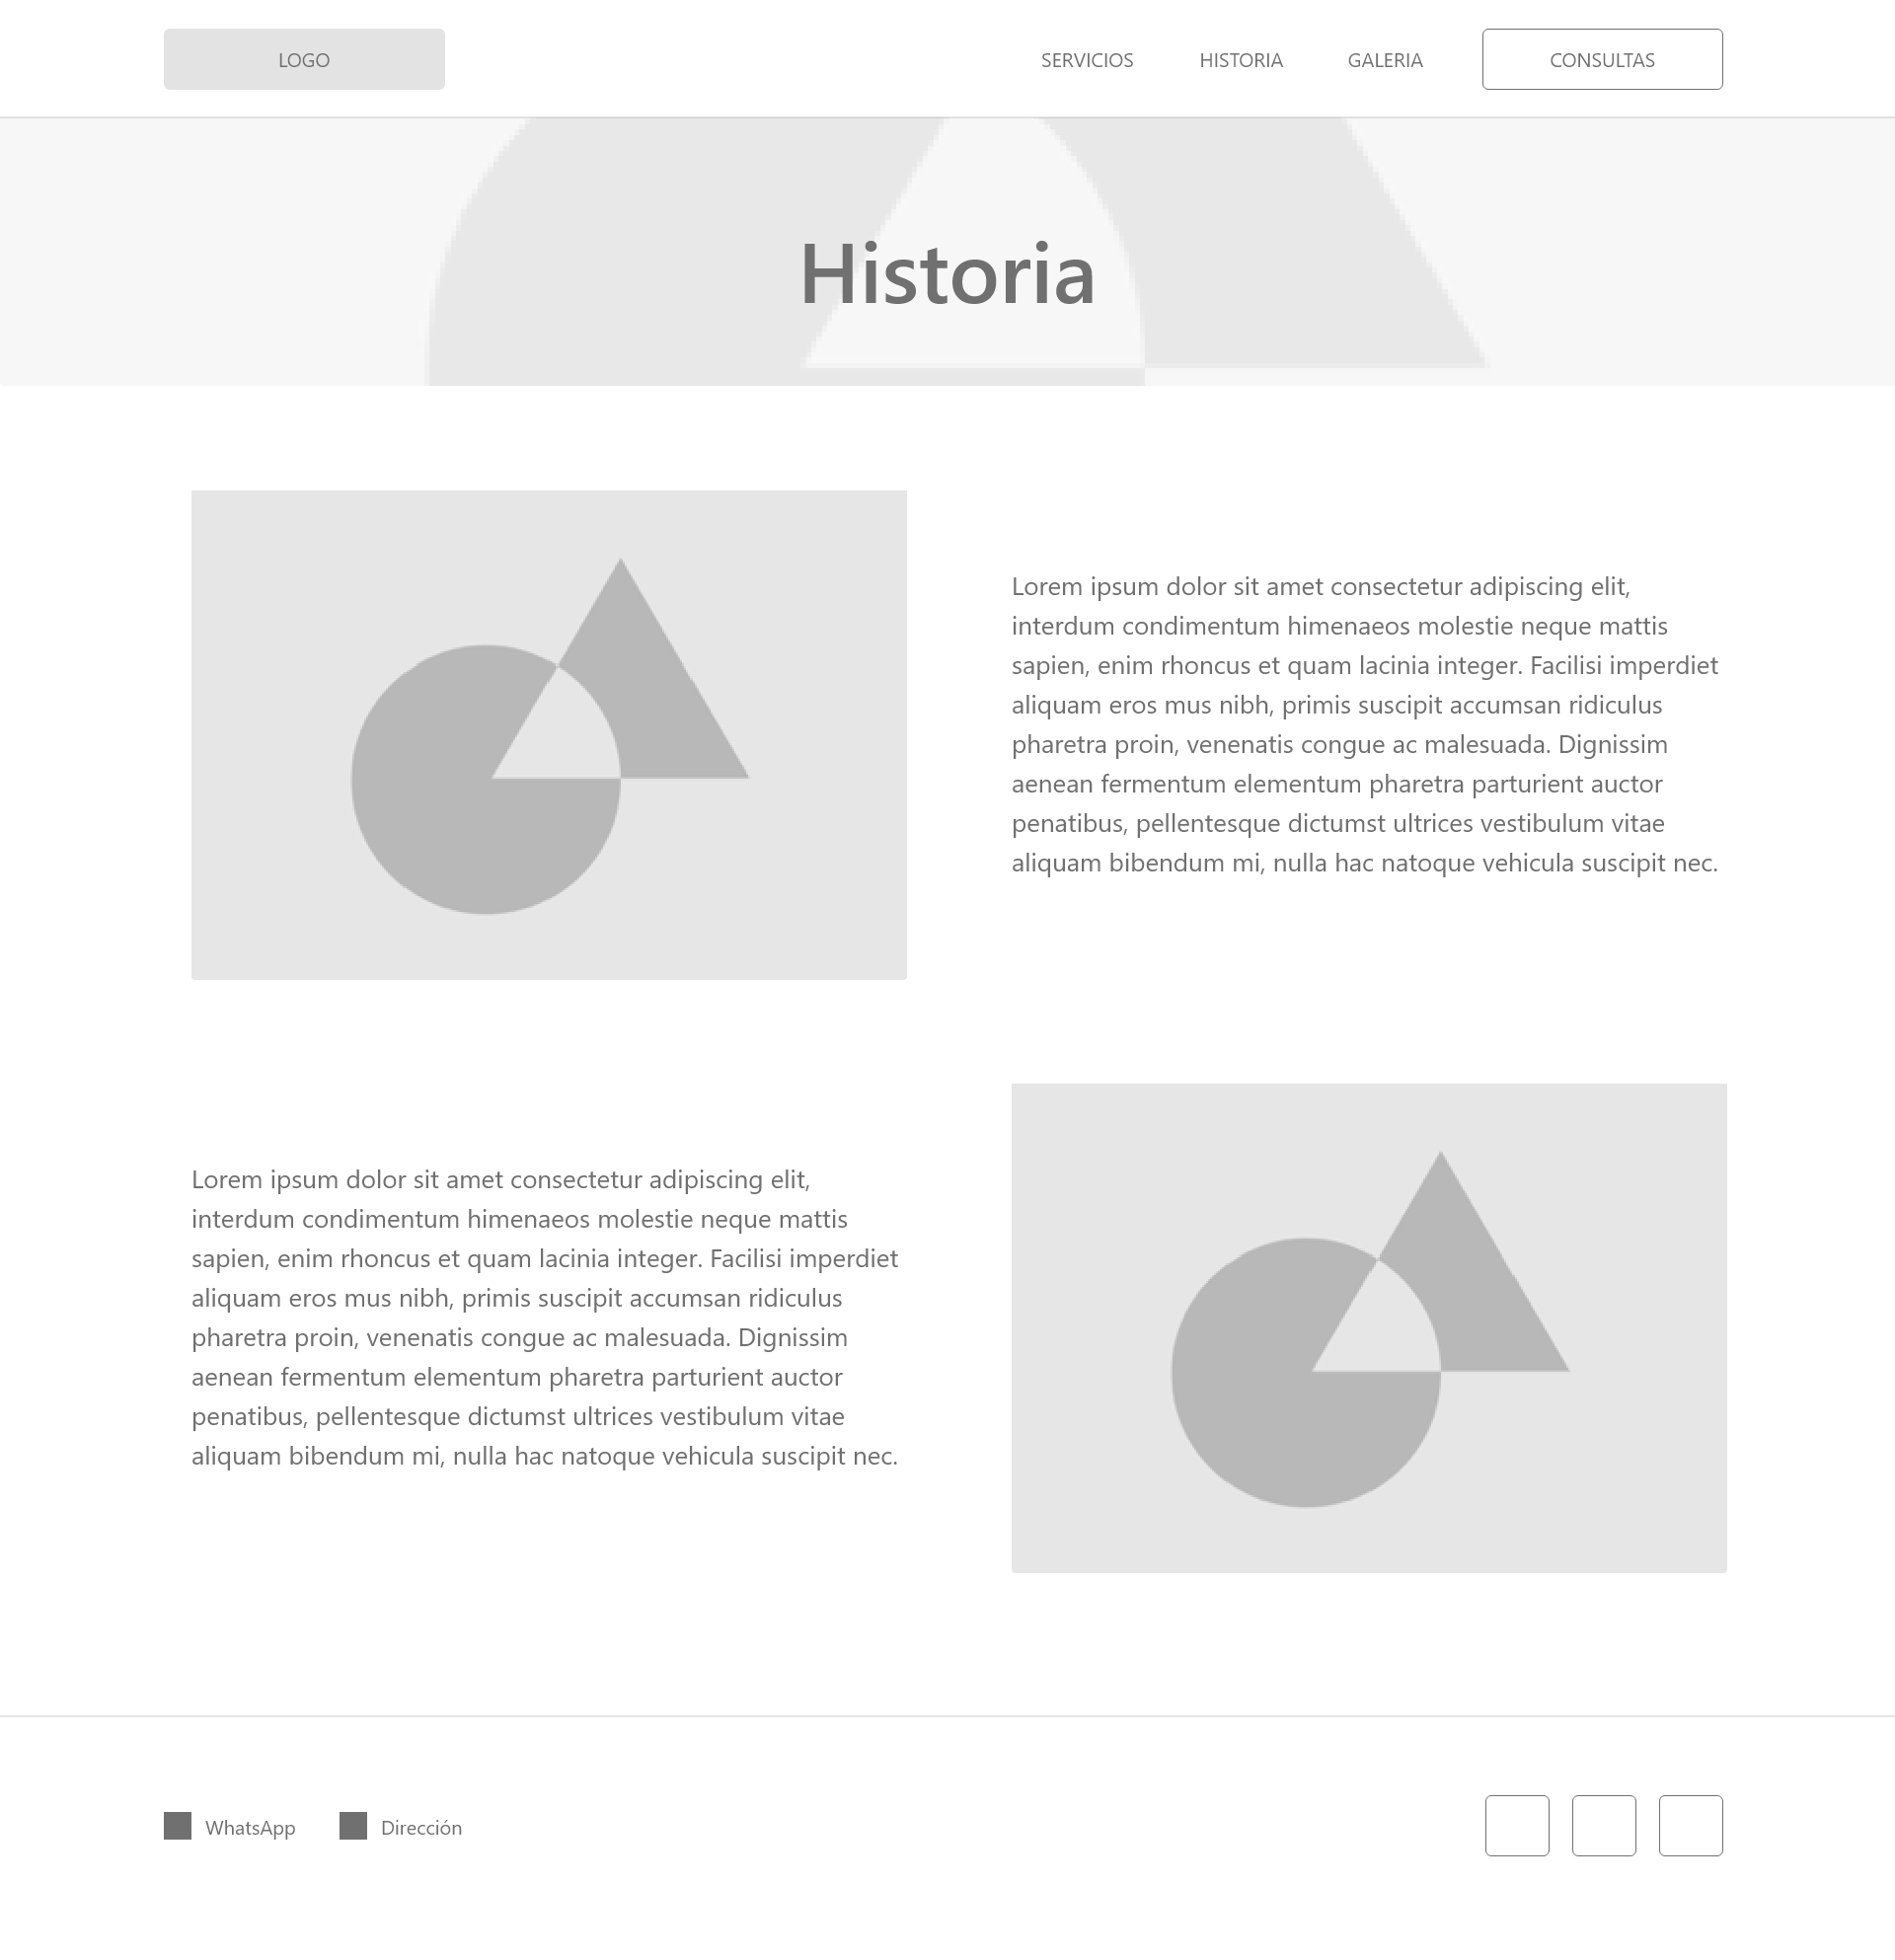 LOGO
SERVICIOS
HISTORIA
GALERIA
CONSULTAS
Historia
Lorem ipsum dolor sit amet consectetur adipiscing elit,
interdum condimentum himenaeos molestie neque mattis
sapien, enim rhoncus et quam lacinia integer. Facilisi imperdiet
aliquam eros mus nibh, primis suscipit accumsan ridiculus
pharetra proin, venenatis congue ac malesuada. Dignissim
aenean fermentum elementum pharetra parturient auctor
penatibus, pellentesque dictumst ultrices vestibulum vitae
aliquam bibendum mi, nulla hac natoque vehicula suscipit nec.
Lorem ipsum dolor sit amet consectetur adipiscing elit,
interdum condimentum himenaeos molestie neque mattis
sapien, enim rhoncus et quam lacinia integer. Facilisi imperdiet
aliquam eros mus nibh, primis suscipit accumsan ridiculus
pharetra proin, venenatis congue ac malesuada. Dignissim
aenean fermentum elementum pharetra parturient auctor
penatibus, pellentesque dictumst ultrices vestibulum vitae
aliquam bibendum mi, nulla hac natoque vehicula suscipit nec.
WhatsApp
Dirección